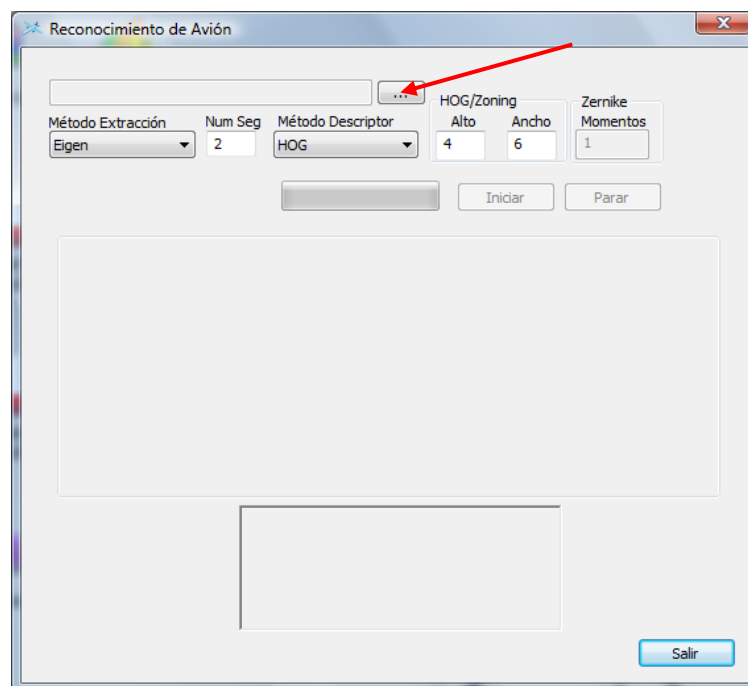 Reconocimiento de Avión
...
HOG/Zoning Zernike
Método Extracción Num Seg Método Descriptor Alto Ancho Momentos
Eigen 2 HOG 4 6 1
Iniciar Parar
Salir